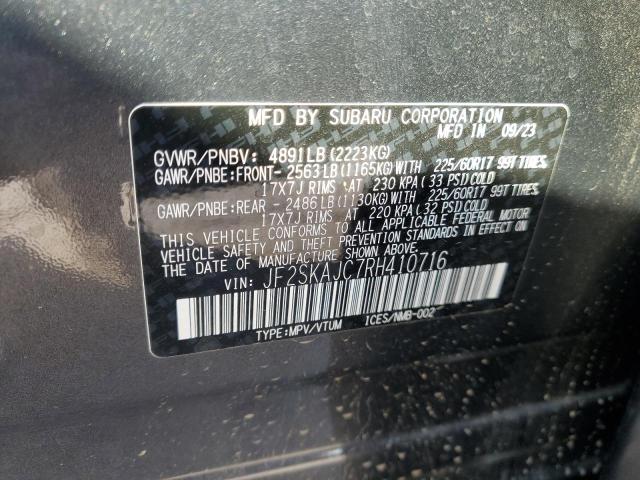 MFD BY SUBARU CORPORATION
MFD IN 09/23
GVWR/PNBV: 4891LB(2223KG)
GAWR/PNBE:FRONT- 2563LB(1165KG)WITH 225/60R17 99T TIRES
17X7J RIMS AT 230 KPA(33 PSI)COLD
GAWR/PNBE:REAR - 2486LB(1130KG)WITH 225/60R17 99T TIRES
17X7J RIMS AT 220 KPA(32 PSI)COLD
THIS VEHICLE CONFORMS TO ALL APPLICABLE FEDERAL MOTOR
VEHICLE SAFETY AND THEFT PREVENTION STANDARDS IN EFFECT ON
THE DATE OF MANUFACTURE SHOWN ABOVE.
VIN: JF2SKAJC7RH410716
TYPE:MPV/VTUM ICES/NMB-002